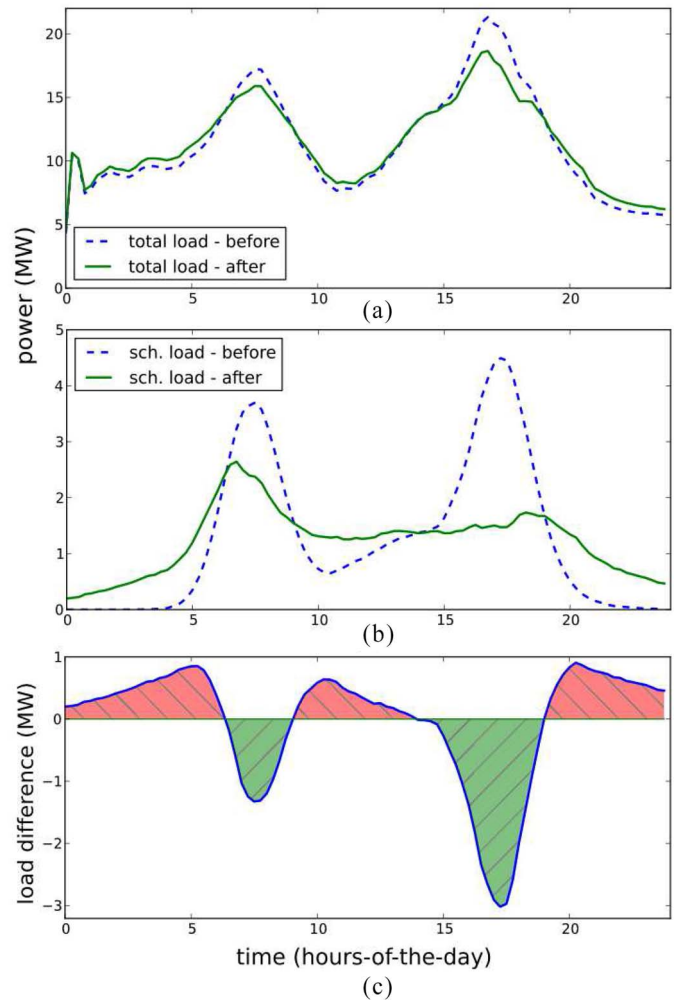 20
15
10
5
0
total load - before
total load - after
0 5 10 15 20
(a)
power (MW)
5
4
3
2
1
0
sch. load - before
sch. load - after
0 5 10 15 20
(b)
1
0
−1
−2
−3
load difference (MW)
0 5 10 15 20
time (hours-of-the-day)
(c)